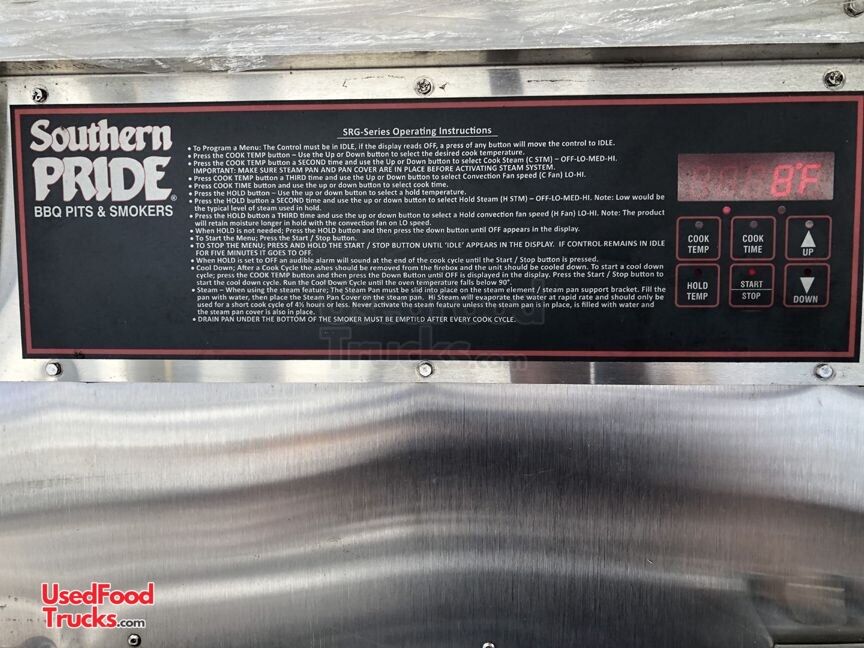 Southern
PRIDE®
BBQ PITS & SMOKERS
SRG-Series Operating Instructions
• To Program a Menu: The Control must be in IDLE, if the display reads OFF, a press of any button will move the control to IDLE.
• Press the COOK TEMP button – Use the Up or Down button to select the desired cook temperature.
• Press the COOK TEMP button a SECOND time and use the Up or Down button to select Cook Steam (C STM) – OFF-LO-MED-HI.
IMPORTANT: MAKE SURE STEAM PAN AND PAN COVER ARE IN PLACE BEFORE ACTIVATING STEAM SYSTEM.
• Press COOK TEMP button a THIRD time and use the Up or Down button to select Convection Fan speed (C Fan) LO-HI.
• Press COOK TIME button and use the up or down button to select cook time.
• Press the HOLD button – Use the up or down button to select a hold temperature.
• Press the HOLD button a SECOND time and use the up or down button to select Hold Steam (H STM) – OFF-LO-MED-HI. Note: Low would be
the typical level of steam used in hold.
• Press the HOLD button a THIRD time and use the up or down button to select a Hold convection fan speed (H Fan) LO-HI. Note: The product
will retain moisture longer in hold with the convection fan on LO speed.
• When HOLD is not needed; Press the HOLD button and then press the down button until OFF appears in the display.
• To Start the Menu; Press the Start / Stop button.
• TO STOP THE MENU; PRESS AND HOLD THE START / STOP BUTTON UNTIL 'IDLE' APPEARS IN THE DISPLAY. IF CONTROL REMAINS IN IDLE
FOR FIVE MINUTES IT GOES TO OFF.
• When HOLD is set to OFF an audible alarm will sound at the end of the cook cycle until the Start / Stop button is pressed.
• Cool Down; After a Cook Cycle the ashes should be removed from the firebox and the unit should be cooled down. To start a cool down
cycle; press the COOK TEMP button and then press the Down Button until OFF is displayed in the display. Press the Start / Stop button to
start the cool down cycle. Run the Cool Down Cycle until the oven temperature falls below 90°.
• Steam – When using the steam feature; The Steam Pan must be slid into place on the steam element / steam pan support bracket. Fill the
pan with water, then place the Steam Pan Cover on the steam pan. Hi Steam will evaporate the water at rapid rate and should only be
used for a short cook cycle of 4½ hours or less. Never activate the steam feature unless the steam pan is in place, is filled with water and
the steam pan cover is also in place.
• DRAIN PAN UNDER THE BOTTOM OF THE SMOKER MUST BE EMPTIED AFTER EVERY COOK CYCLE.
8F
COOK TEMP
COOK TIME
UP
HOLD TEMP
START STOP
DOWN
UsedFood
Trucks.com
UsedFood
Trucks.com